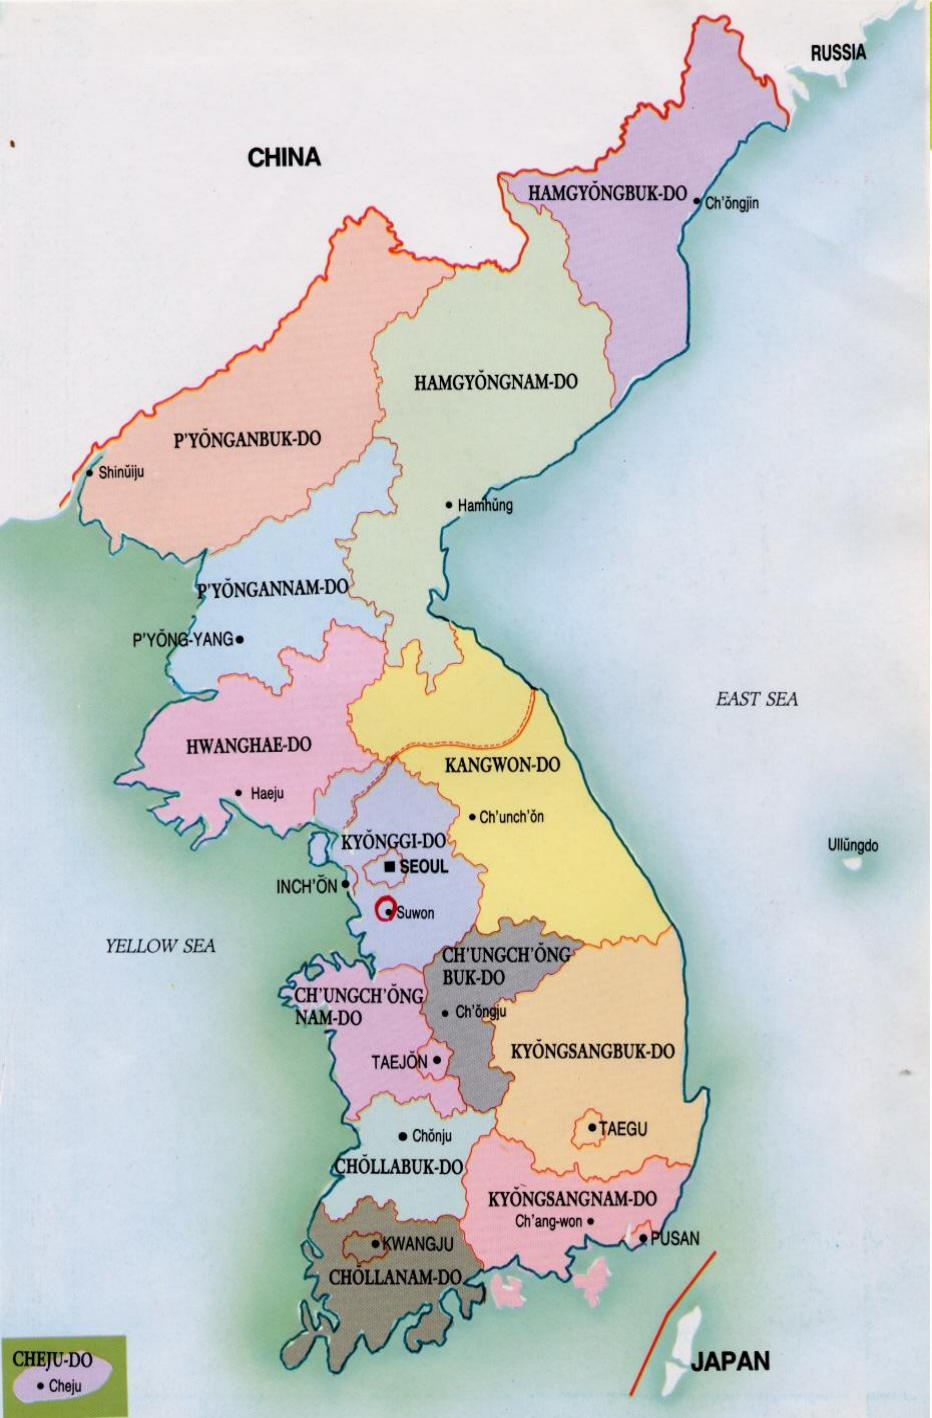 RUSSIA
CHINA
HAMGYŎNGBUK-DO
Ch'ŏngjin
HAMGYŎNGNAM-DO
P'YŎNGANBUK-DO
Shinŭiju
Hamhŭng
P'YŎNGANNAM-DO
P'YŎNG-YANG
EAST SEA
HWANGHAE-DO
KANGWON-DO
Haeju
Ch'unch'ŏn
KYŎNGGI-DO
Ullŭngdo
SEOUL
INCH'ŎN
Suwon
YELLOW SEA
CH'UNGCH'ŎNG
BUK-DO
CH'UNGCH'ŎNG
NAM-DO
Ch'ŏngju
KYŎNGSANGBUK-DO
TAEJŎN
TAEGU
Chŏnju
CHŎLLABUK-DO
KYŎNGSANGNAM-DO
Ch'ang-won
PUSAN
KWANGJU
CHŎLLANAM-DO
CHEJU-DO
Cheju
JAPAN